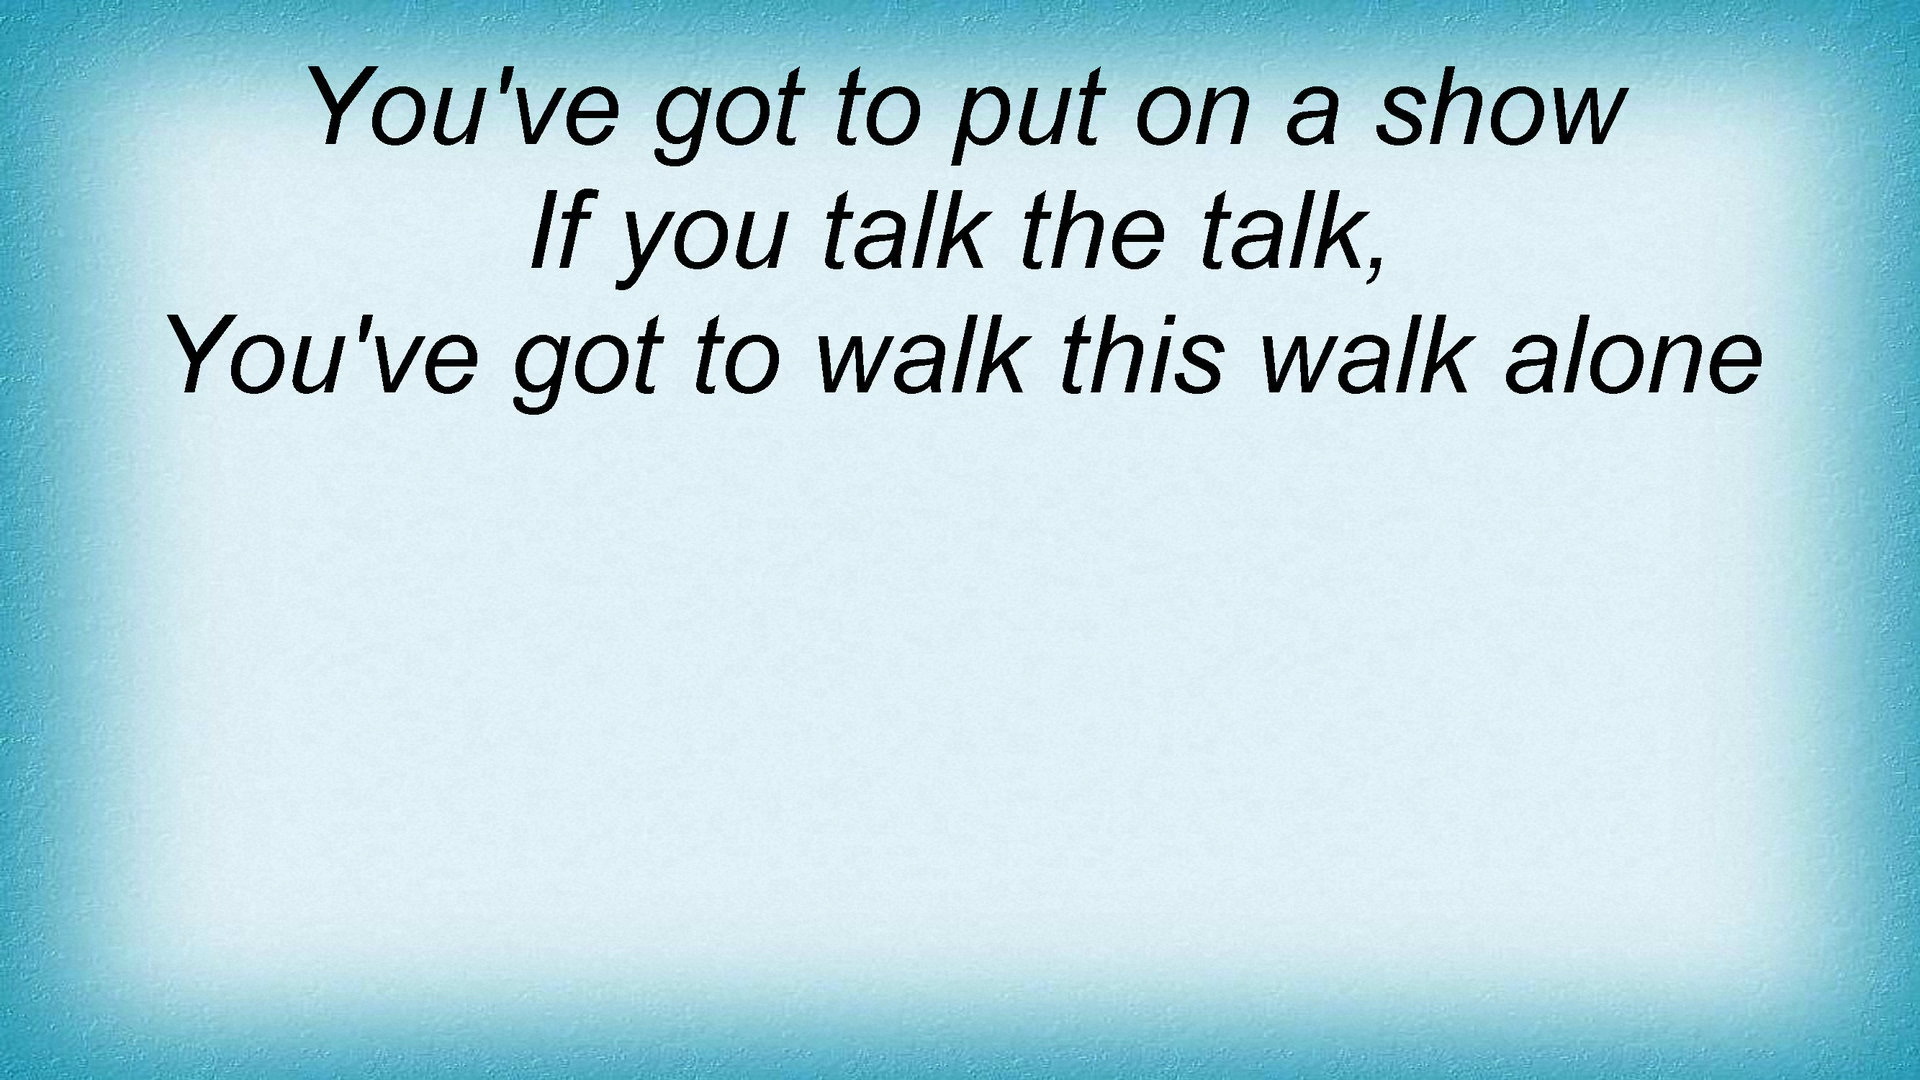 You've got to put on a show
If you talk the talk,
You've got to walk this walk alone